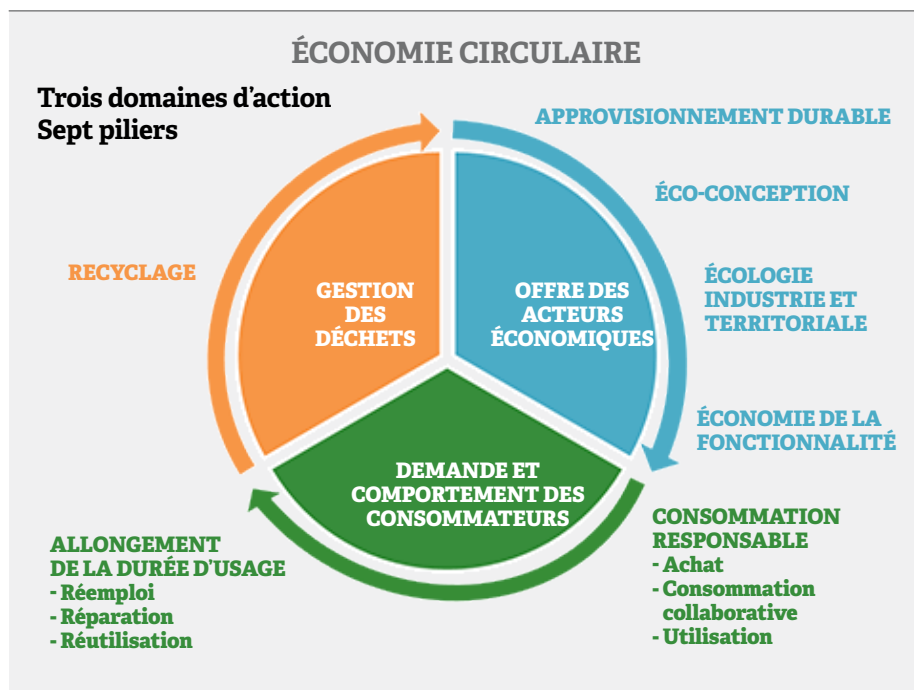 ÉCONOMIE CIRCULAIRE
Trois domaines d'action
Sept piliers
APPROVISIONNEMENT DURABLE
ÉCO-CONCEPTION
ÉCOLOGIE
INDUSTRIE ET
TERRITORIALE
ÉCONOMIE DE LA
FONCTIONNALITÉ
RECYCLAGE
GESTION
DES
DÉCHETS
OFFRE DES
ACTEURS
ÉCONOMIQUES
DEMANDE ET
COMPORTEMENT DES
CONSOMMATEURS
CONSOMMATION
RESPONSABLE
- Achat
- Consommation
collaborative
- Utilisation
ALLONGEMENT
DE LA DURÉE D'USAGE
- Réemploi
- Réparation
- Réutilisation